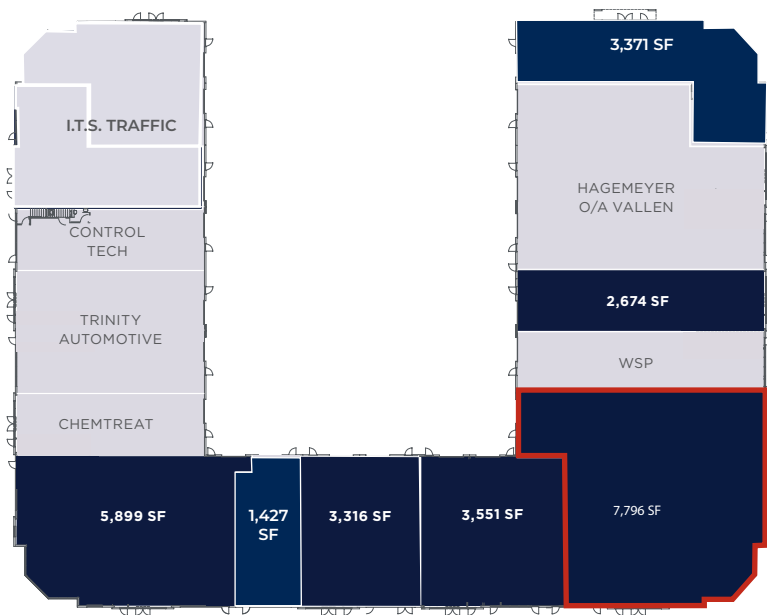 3,371 SF
I.T.S. TRAFFIC
HAGEMEYER
O/A VALLEN
CONTROL
TECH
2,674 SF
TRINITY
AUTOMOTIVE
WSP
CHEMTREAT
5,899 SF
1,427
SF
3,316 SF
3,551 SF
7,796 SF